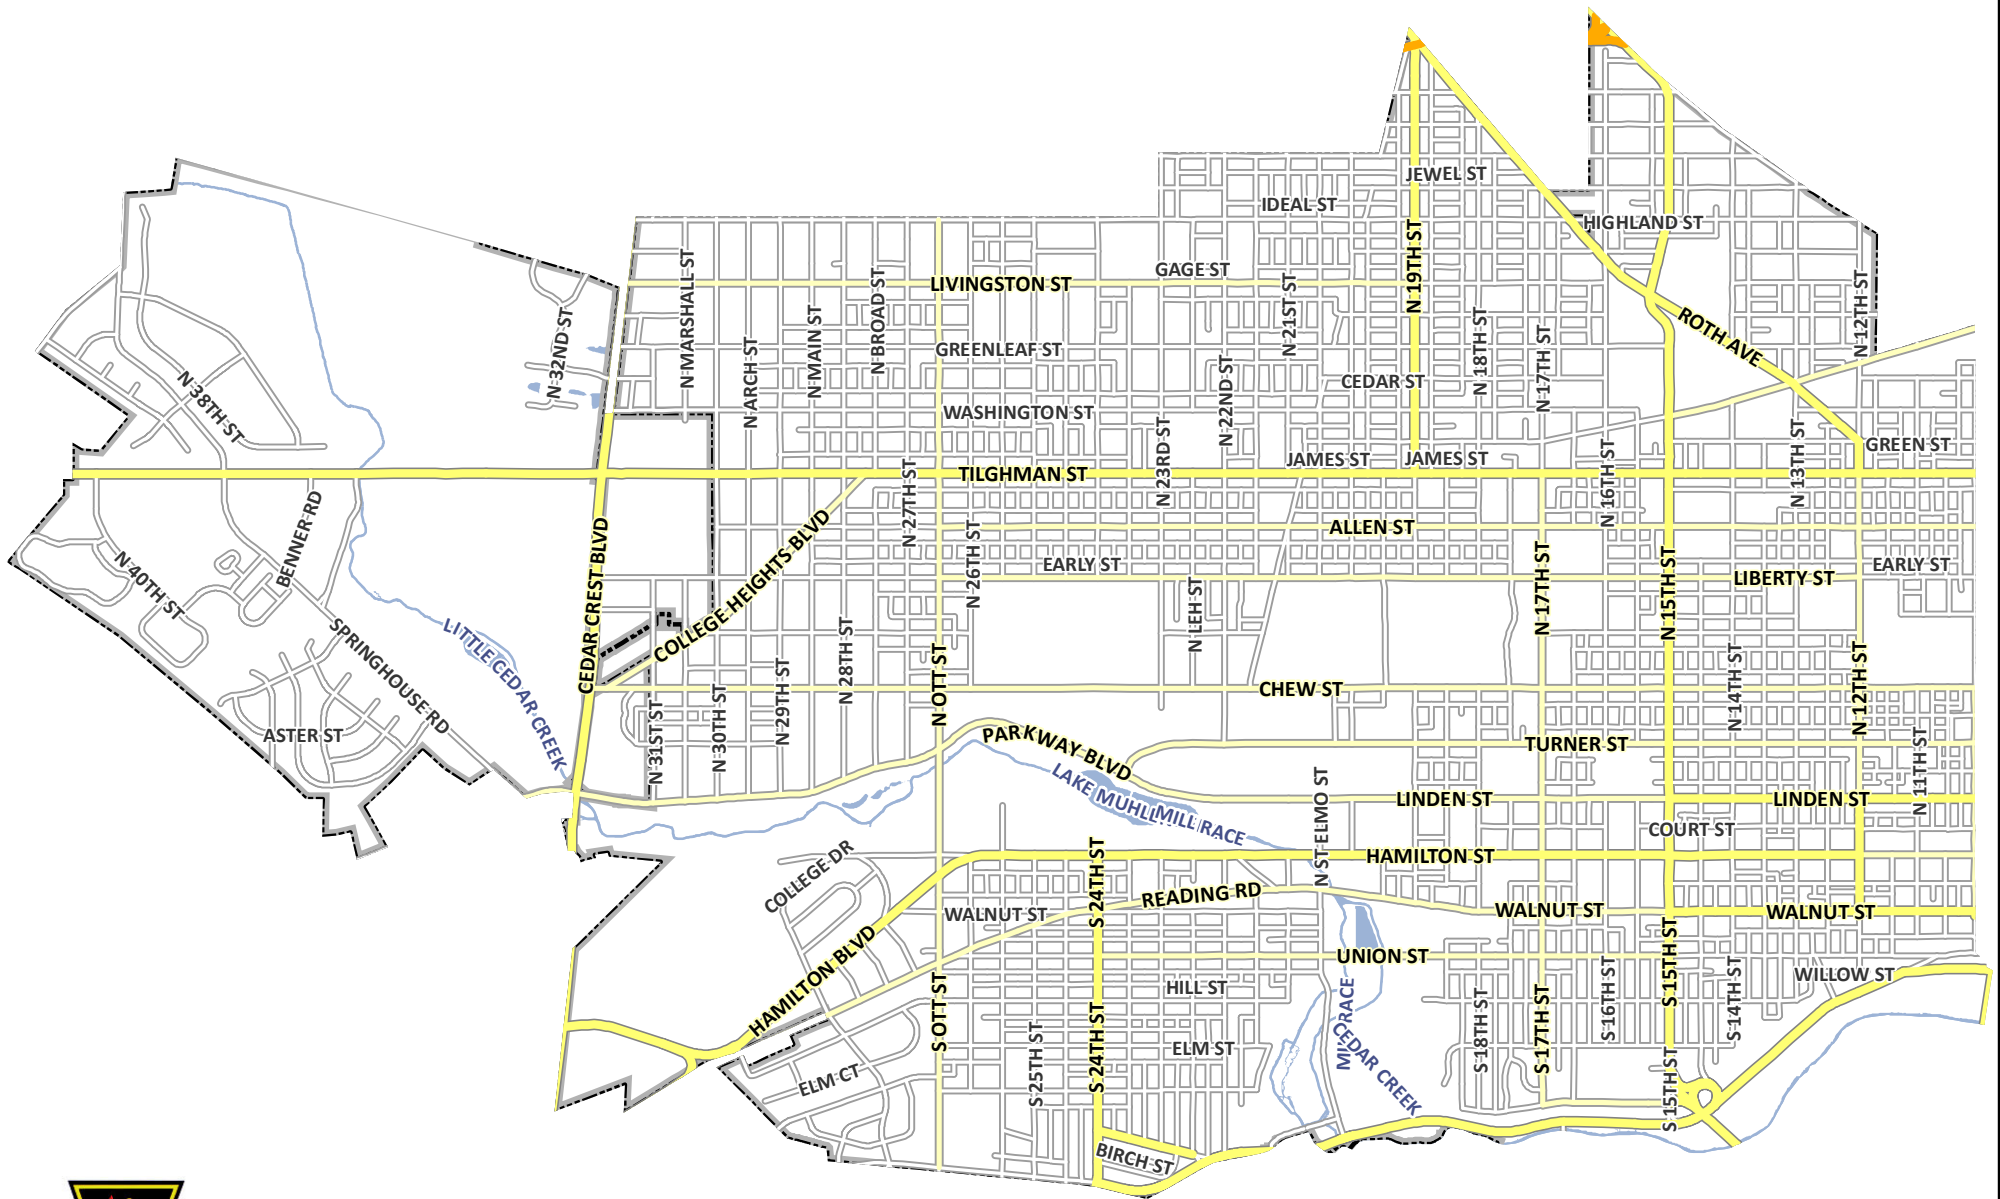 JEWEL ST
IDEAL ST
HIGHLAND ST
N 19TH ST
GAGE ST
LIVINGSTON ST
N MARSHALL ST
N BROAD ST
N 21ST ST
N 12TH ST
N 32ND ST
N MAIN ST
N ARCH ST
GREENLEAF ST
N 18TH ST
N 17TH ST
ROTH AVE
CEDAR ST
N 22ND ST
N 38TH ST
WASHINGTON ST
N 23RD ST
N 16TH ST
N 13TH ST
GREEN ST
JAMES ST
JAMES ST
TILGHMAN ST
N 27TH ST
BENNER RD
CEDAR CREST BLVD
COLLEGE HEIGHTS BLVD
ALLEN ST
N 26TH ST
EARLY ST
N 17TH ST
N 15TH ST
LIBERTY ST
EARLY ST
N 40TH ST
N LEH ST
SPRINGHOUSE RD
LITTLE CEDAR CREEK
N 28TH ST
N OTT ST
N 29TH ST
N 30TH ST
N 31ST ST
CHEW ST
N 14TH ST
N 12TH ST
ASTER ST
PARKWAY BLVD
TURNER ST
N 11TH ST
LAKE MUHL
MILL RACE
N ST ELMO ST
LINDEN ST
LINDEN ST
COURT ST
HAMILTON ST
COLLEGE DR
S 24TH ST
READING RD
WALNUT ST
WALNUT ST
WALNUT ST
HAMILTON BLVD
UNION ST
S 15TH ST
WILLOW ST
HILL ST
S OTT ST
S 16TH ST
S 14TH ST
S 18TH ST
S 17TH ST
S 25TH ST
S 24TH ST
ELM ST
RACE
CEDAR CREEK
ELM CT
S 15TH ST
BIRCH ST